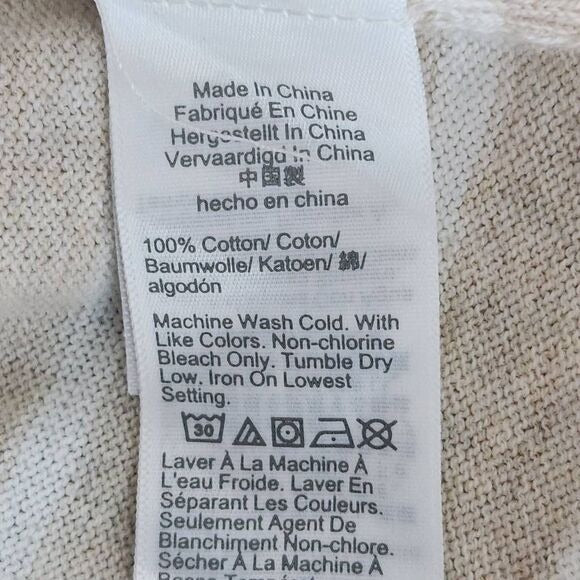 Made In China
Fabriqué En Chine
Hergestellt In China
Vervaardigd In China
中国製
hecho en china
100% Cotton/ Coton/
Baumwolle/ Katoen/ 綿/
algodón
Machine Wash Cold. With
Like Colors. Non-chlorine
Bleach Only. Tumble Dry
Low. Iron On Lowest
Setting.
30
Laver À La Machine À
L'eau Froide. Laver En
Séparant Les Couleurs.
Seulement Agent De
Blanchiment Non-chlore.
Sécher À La Machine À